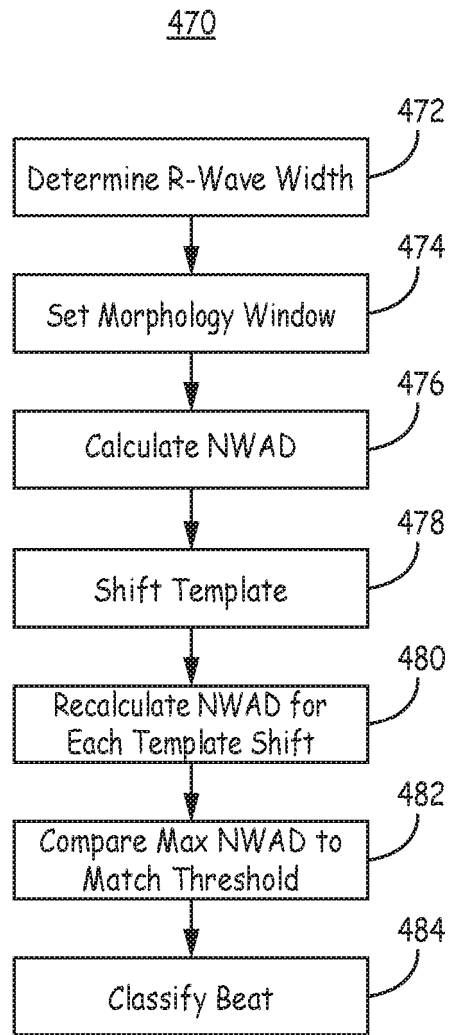 470
472
Determine R-Wave Width
474
Set Morphology Window
476
Calculate NWAD
478
Shift Template
480
Recalculate NWAD for
Each Template Shift
482
Compare Max NWAD to
Match Threshold
484
Classify Beat